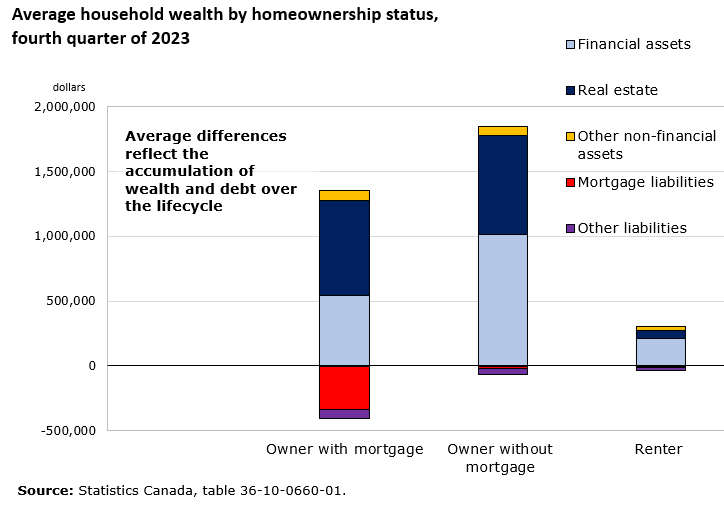 Average household wealth by homeownership status,
fourth quarter of 2023
Financial assets
dollars
Real estate
2,000,000
Average differences
reflect the
accumulation of
wealth and debt over
the lifecycle
Other non-financial
assets
1,500,000
Mortgage liabilities
Other liabilities
1,000,000
500,000
0
-500,000
Owner with mortgage
Owner without
mortgage
Renter
Source: Statistics Canada, table 36-10-0660-01.